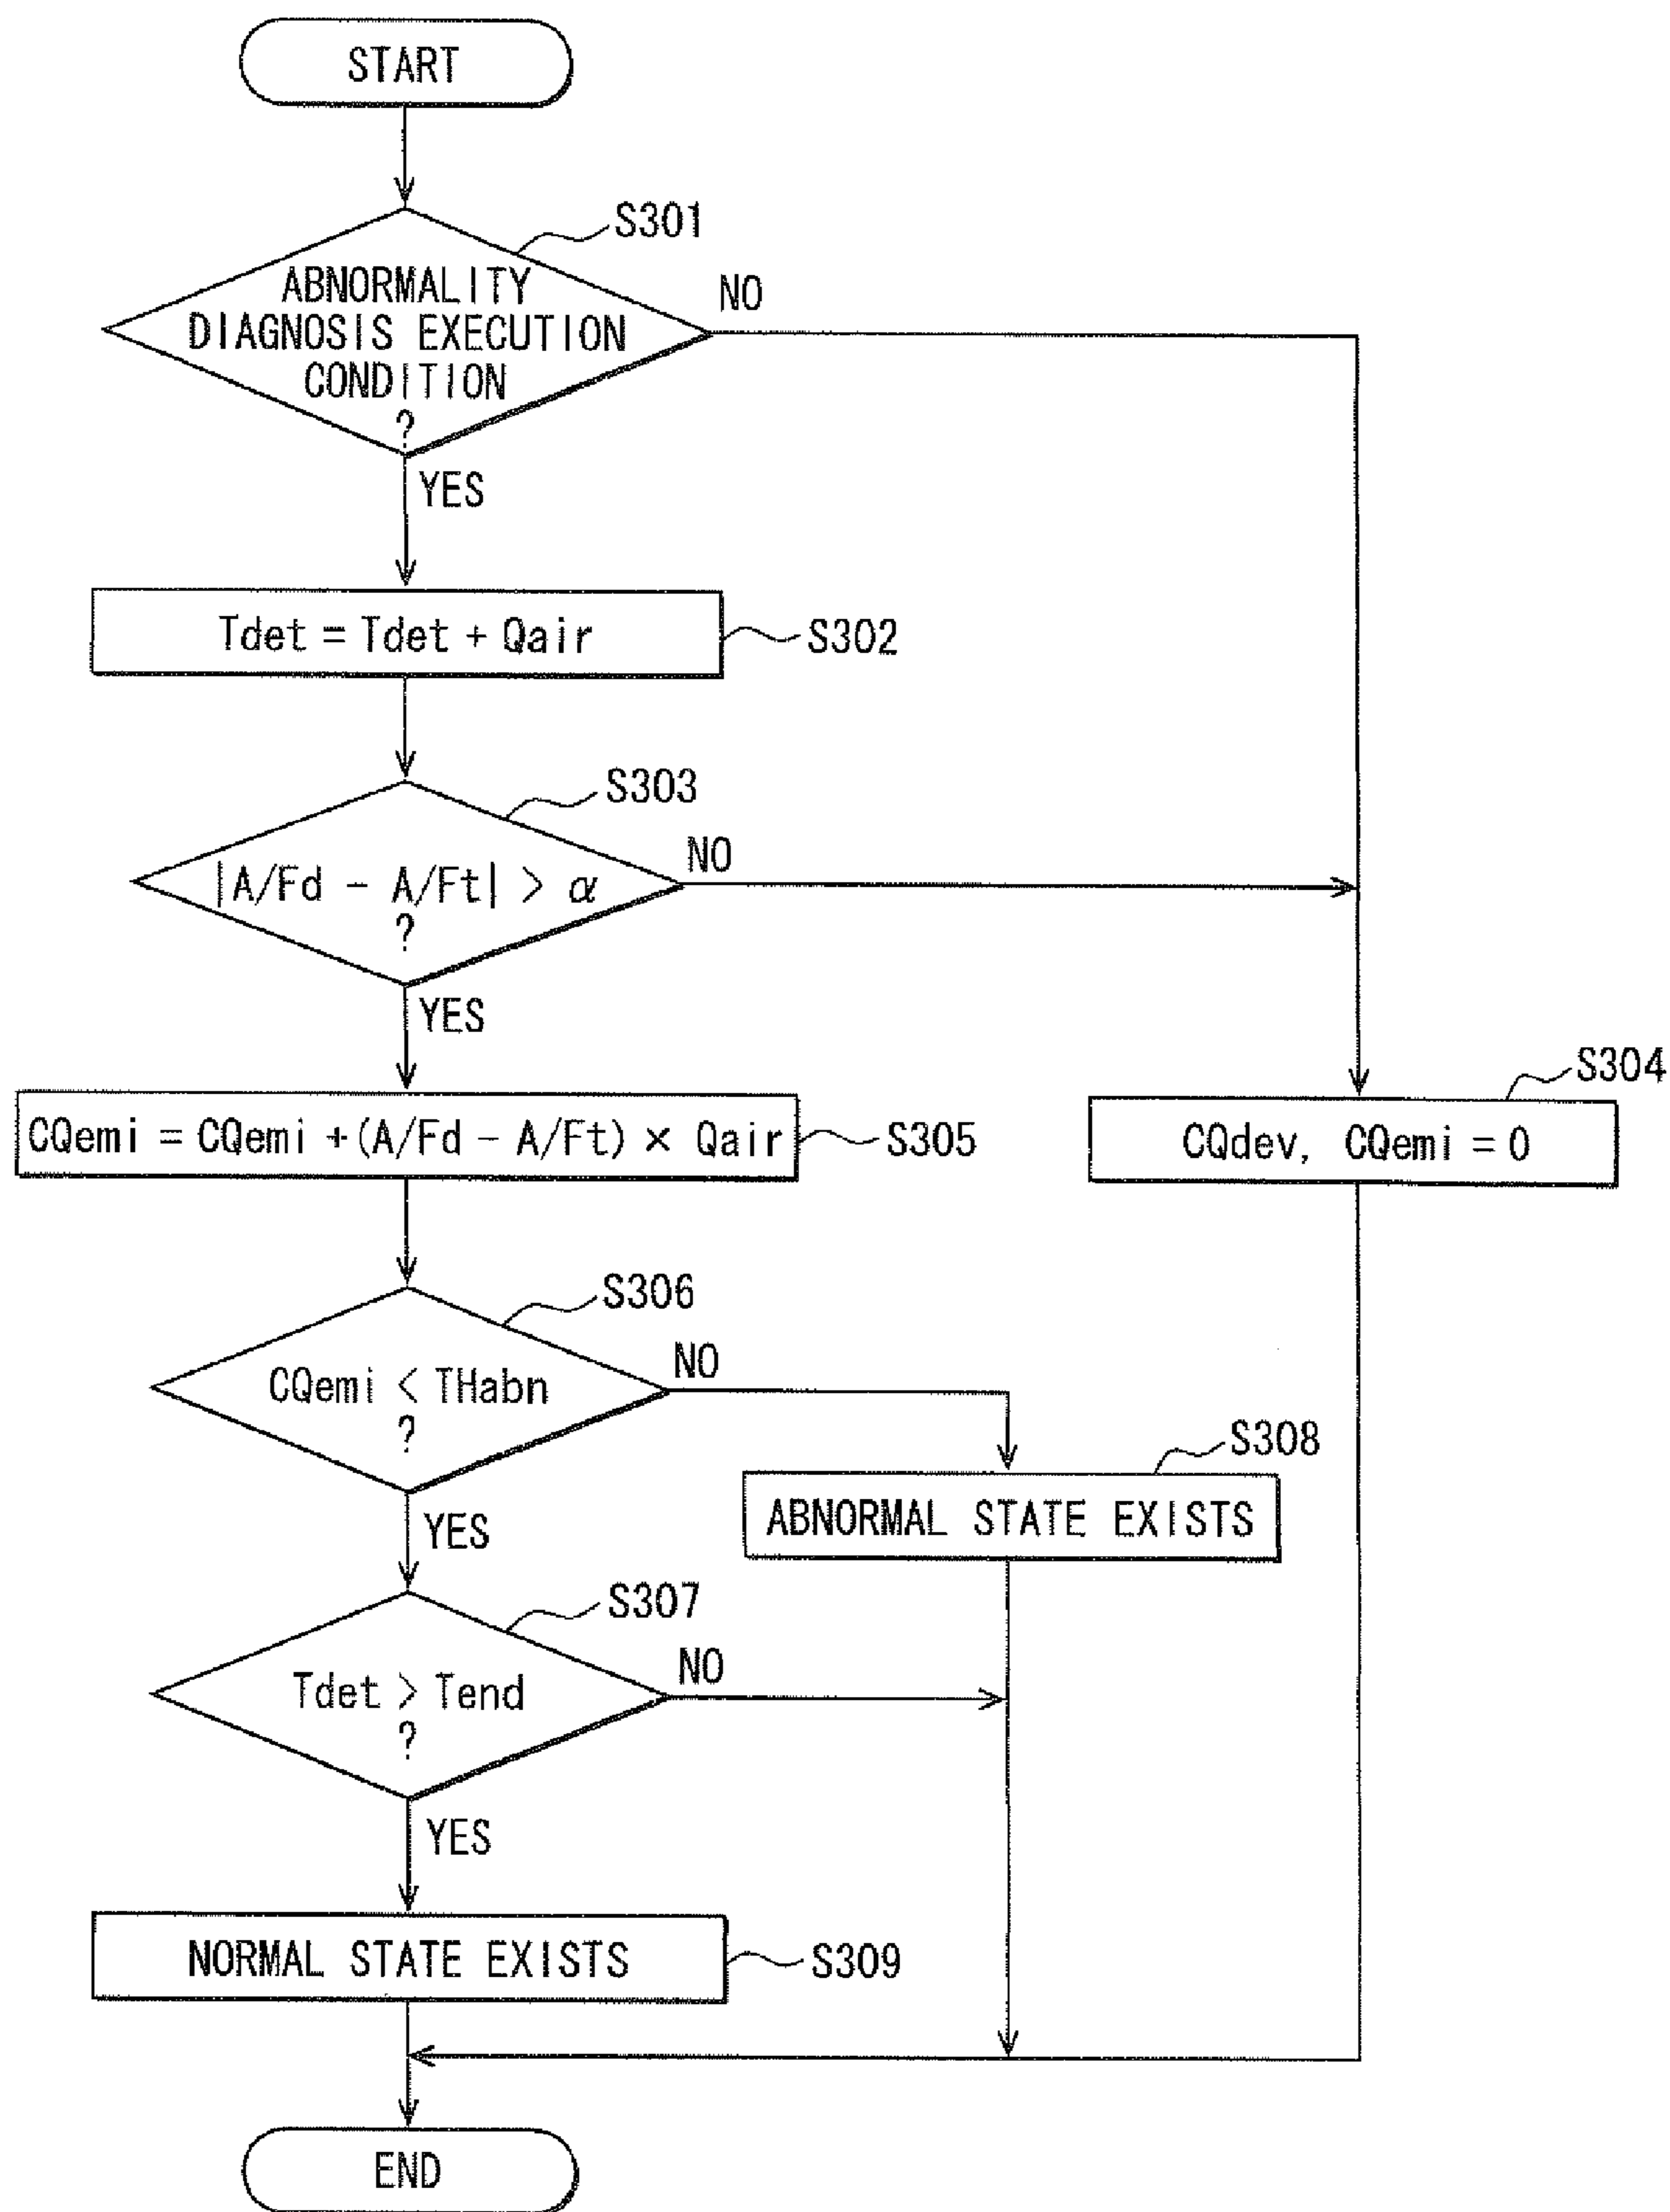 START
S301
ABNORMALITY
DIAGNOSIS EXECUTION
CONDITION
?
NO
YES
Tdet = Tdet + Qair
S302
S303
|A/Fd - A/Ft| > α
?
NO
YES
S304
CQdev, CQemi = 0
CQemi = CQemi + (A/Fd - A/Ft) × Qair
S305
S306
CQemi < THabn
?
NO
YES
S308
ABNORMAL STATE EXISTS
S307
Tdet > Tend
?
NO
YES
NORMAL STATE EXISTS
S309
END